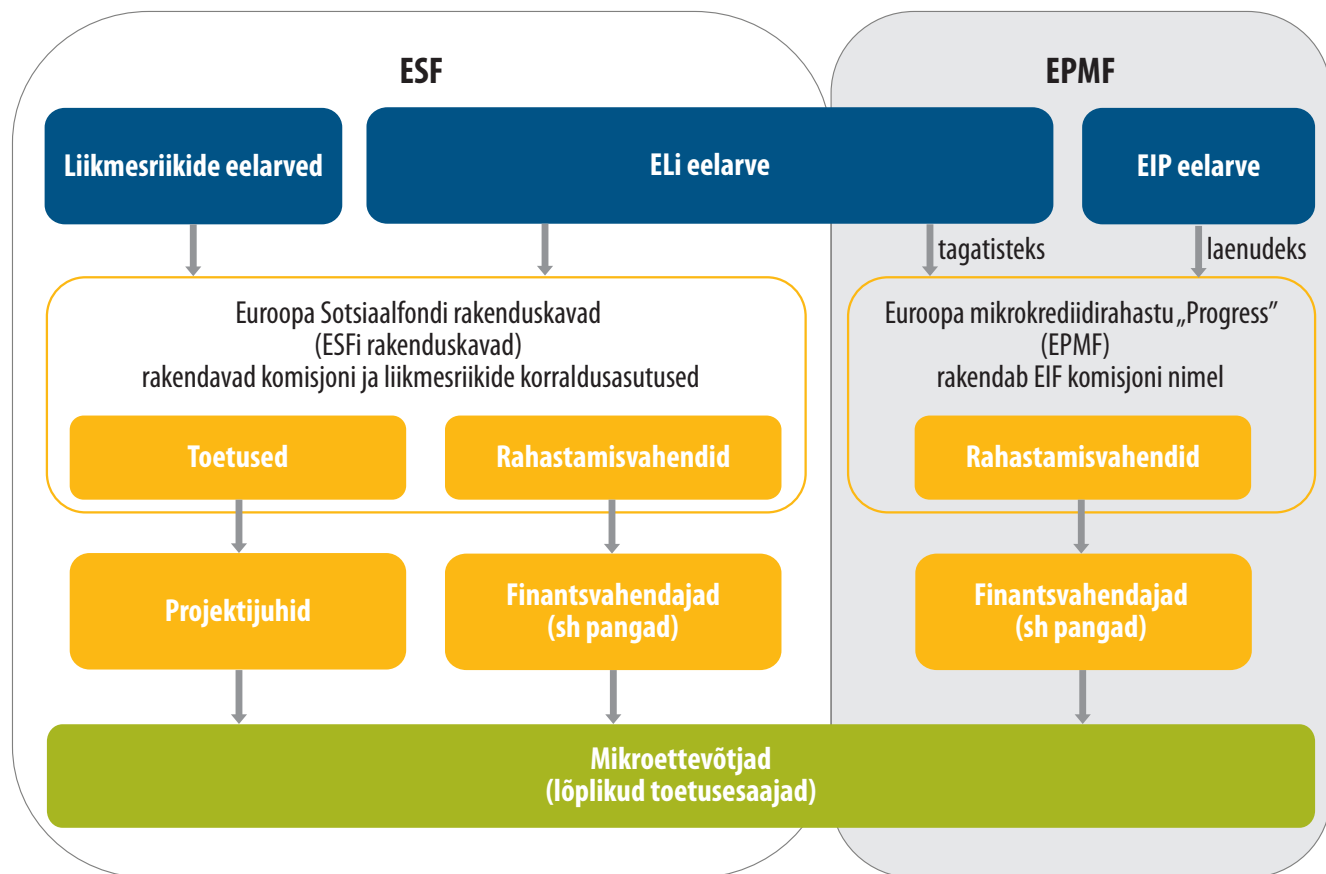 ESF
EPMF
Liikmesriikide eelarved
ELi eelarve
EIP eelarve
tagatisteks
laenudeks
Euroopa Sotsiaalfondi rakenduskavad
(ESFi rakenduskavad)
rakendavad komisjoni ja liikmesriikide korraldusasutused
Euroopa mikrokrediidirahastu „Progress”
(EPMF)
rakendab EIF komisjoni nimel
Toetused
Rahastamisvahendid
Rahastamisvahendid
Projektijuhid
Finantsvahendajad
(sh pangad)
Finantsvahendajad
(sh pangad)
Mikroettevõtjad
(lõplikud toetusesaajad)